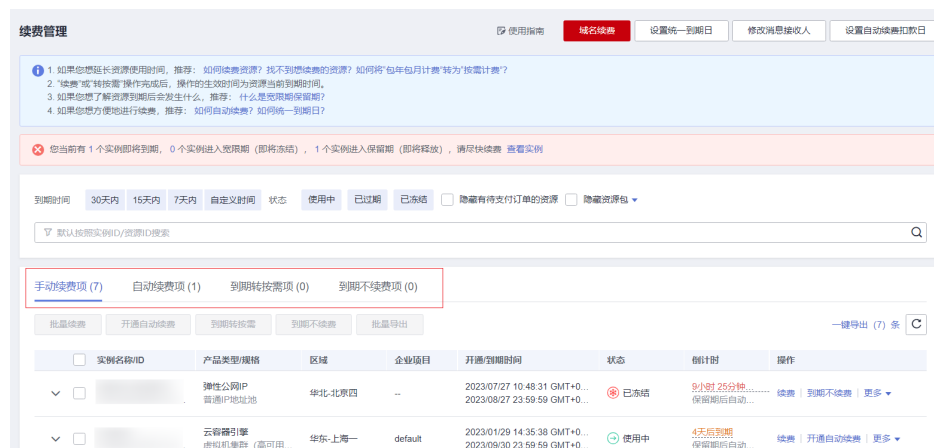 续费管理
使用指南 域名续费 设置统一到期日 修改消息接收人 设置自动续费扣款日
1. 如果您想延长资源使用时间，推荐： 如何续费资源？找不到想续费的资源？如何将“包年包月计费”转为“按需计费”？
2. “续费”或“转按需”操作完成后，操作的生效时间为资源当前到期时间。
3. 如果您想了解资源到期后会发生什么，推荐： 什么是宽限期保留期？
4. 如果您想方便地进行续费，推荐： 如何自动续费？如何统一到期日？
您当前有 1 个实例即将到期， 0 个实例进入宽限期（即将冻结）， 1 个实例进入保留期（即将释放），请尽快续费 查看实例
到期时间 30天内 15天内 7天内 自定义时间 状态 使用中 已过期 已冻结 隐藏有待支付订单的资源 隐藏资源包
默认按照实例ID/资源ID搜索
手动续费项 (7) 自动续费项 (1) 到期转按需项 (0) 到期不续费项 (0)
批量续费 开通自动续费 到期转按需 到期不续费 批量导出 一键导出 (7) 条
实例名称/ID 产品类型/规格 区域 企业项目 开通/到期时间 状态 倒计时 操作
弹性公网IP 2023/07/27 10:48:31 GMT+0... 9小时 25分钟...
普通IP地址池 华北-北京四 -- 2023/08/27 23:59:59 GMT+0... 已冻结 保留期后自动... 续费 到期不续费 更多
云容器引擎 2023/01/29 14:35:38 GMT+0... 4天后到期
虚拟机集群（高可用... 华东-上海一 default 2023/09/30 23:59:59 GMT+0... 使用中 保留期后自动... 续费 开通自动续费 更多